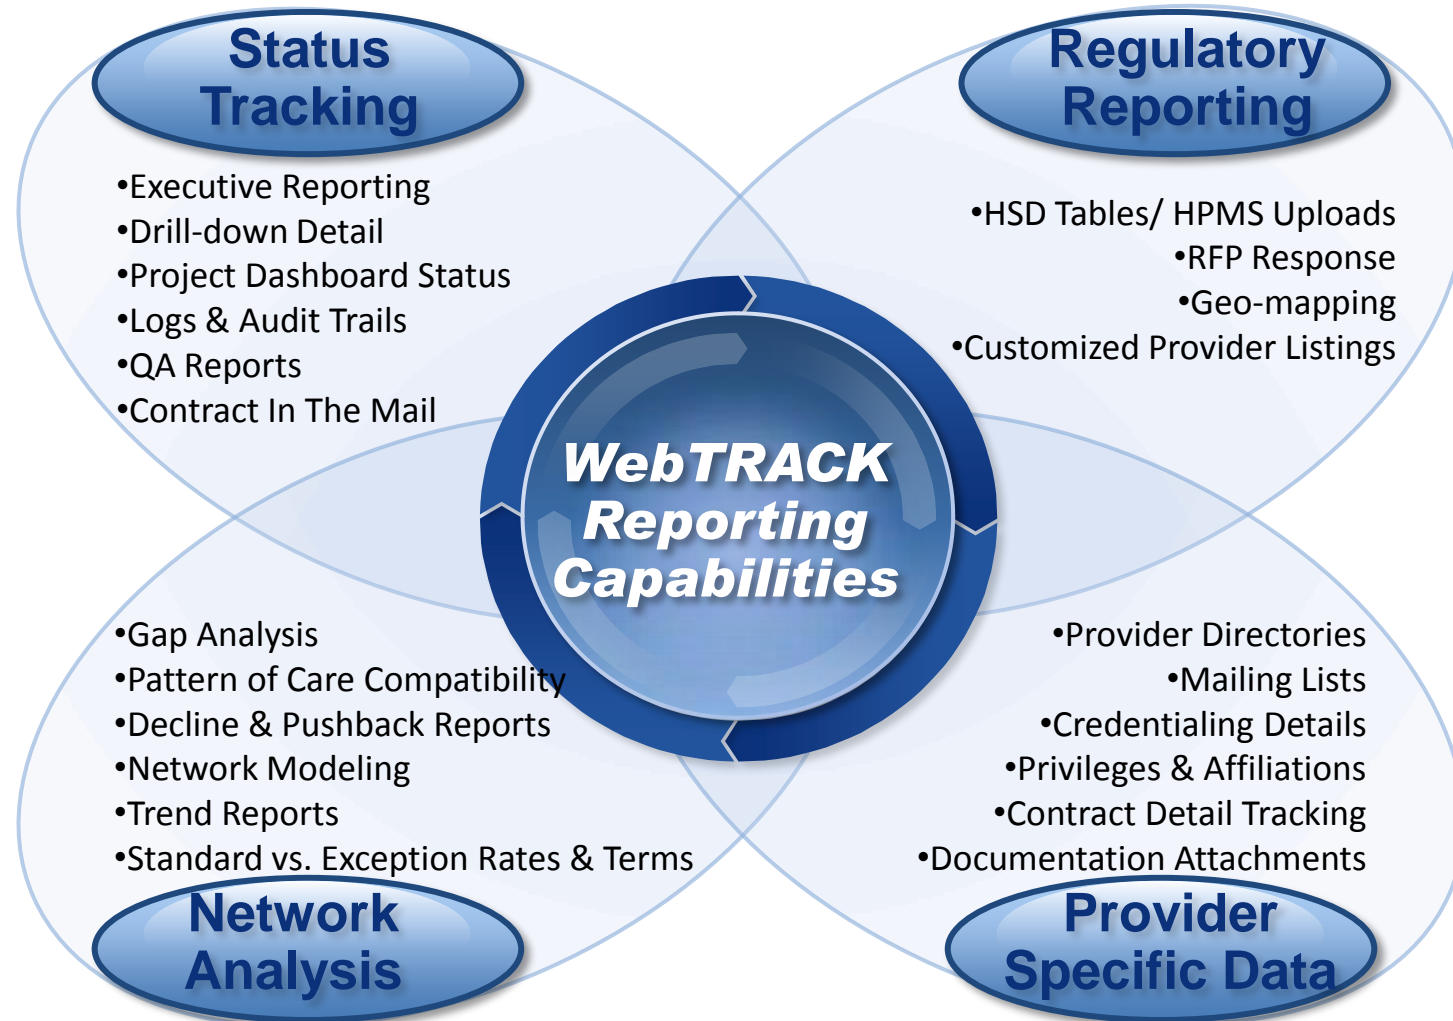 Status
Tracking
•Executive Reporting
•Drill-down Detail
•Project Dashboard Status
•Logs & Audit Trails
•QA Reports
•Contract In The Mail
Regulatory
Reporting
•HSD Tables/ HPMS Uploads
•RFP Response
•Geo-mapping
•Customized Provider Listings
WebTRACK
Reporting
Capabilities
•Gap Analysis
•Pattern of Care Compatibility
•Decline & Pushback Reports
•Network Modeling
•Trend Reports
•Standard vs. Exception Rates & Terms
Network
Analysis
•Provider Directories
•Mailing Lists
•Credentialing Details
•Privileges & Affiliations
•Contract Detail Tracking
•Documentation Attachments
Provider
Specific Data